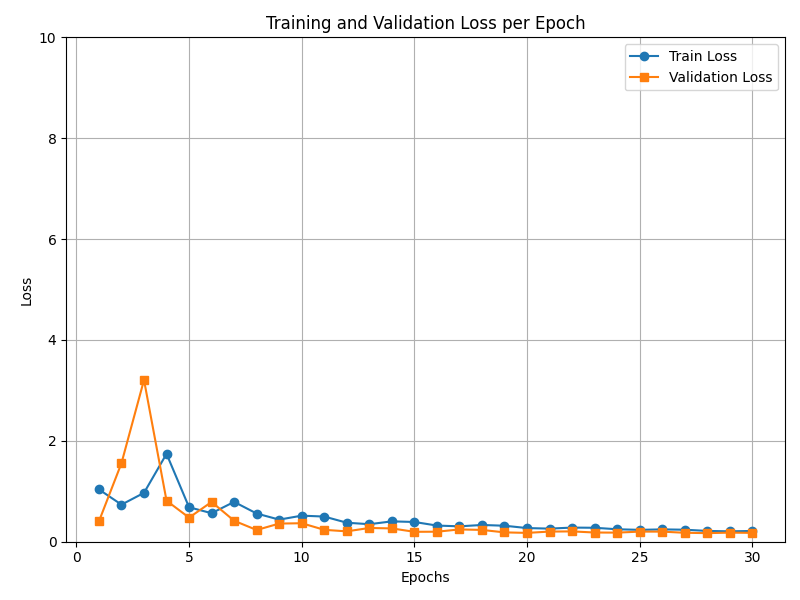 Training and Validation Loss per Epoch
10
8
6
4
2
0
Loss
Train Loss
Validation Loss
0 5 10 15 20 25 30
Epochs